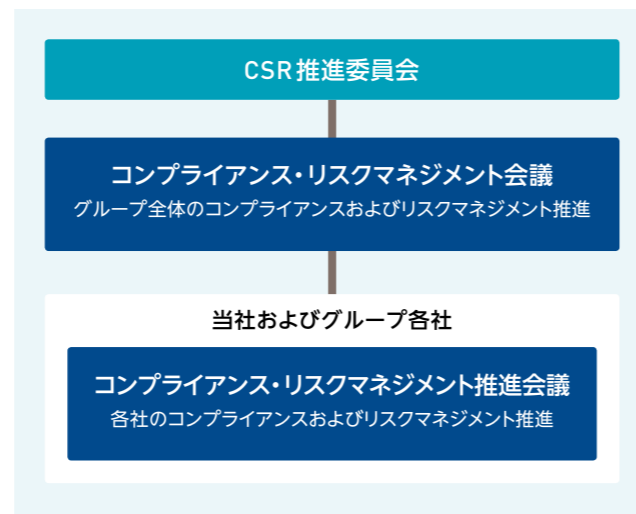 CSR推進委員会
コンプライアンス・リスクマネジメント会議
グループ全体のコンプライアンスおよびリスクマネジメント推進
当社およびグループ各社
コンプライアンス・リスクマネジメント推進会議
各社のコンプライアンスおよびリスクマネジメント推進